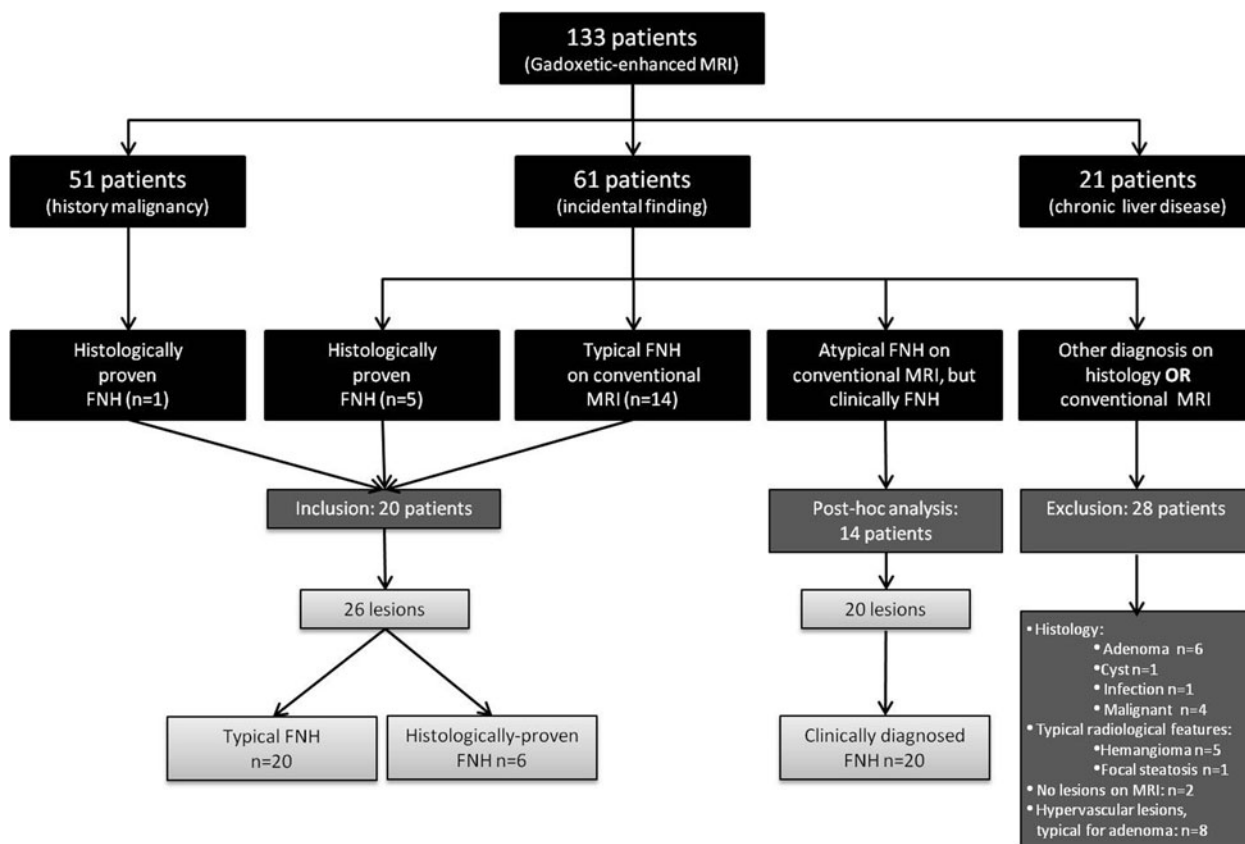 133 patients
(Gadoxetic-enhanced MRI)
51 patients
(history malignancy)
61 patients
(incidental finding)
21 patients
(chronic liver disease)
Histologically
proven
FNH (n=1)
Histologically
proven
FNH (n=5)
Typical FNH
on conventional
MRI (n=14)
Atypical FNH on
conventional MRI, but
clinically FNH
Other diagnosis on
histology OR
conventional MRI
Inclusion: 20 patients
Post-hoc analysis:
14 patients
Exclusion: 28 patients
26 lesions
20 lesions
Typical FNH
n=20
Histologically-proven
FNH n=6
Clinically diagnosed
FNH n=20
• Histology:
• Adenoma n=6
• Cyst n=1
• Infection n=1
• Malignant n=4
• Typical radiological features:
• Hemangioma n=5
• Focal steatosis n=1
• No lesions on MRI: n=2
• Hypervascular lesions,
typical for adenoma: n=8